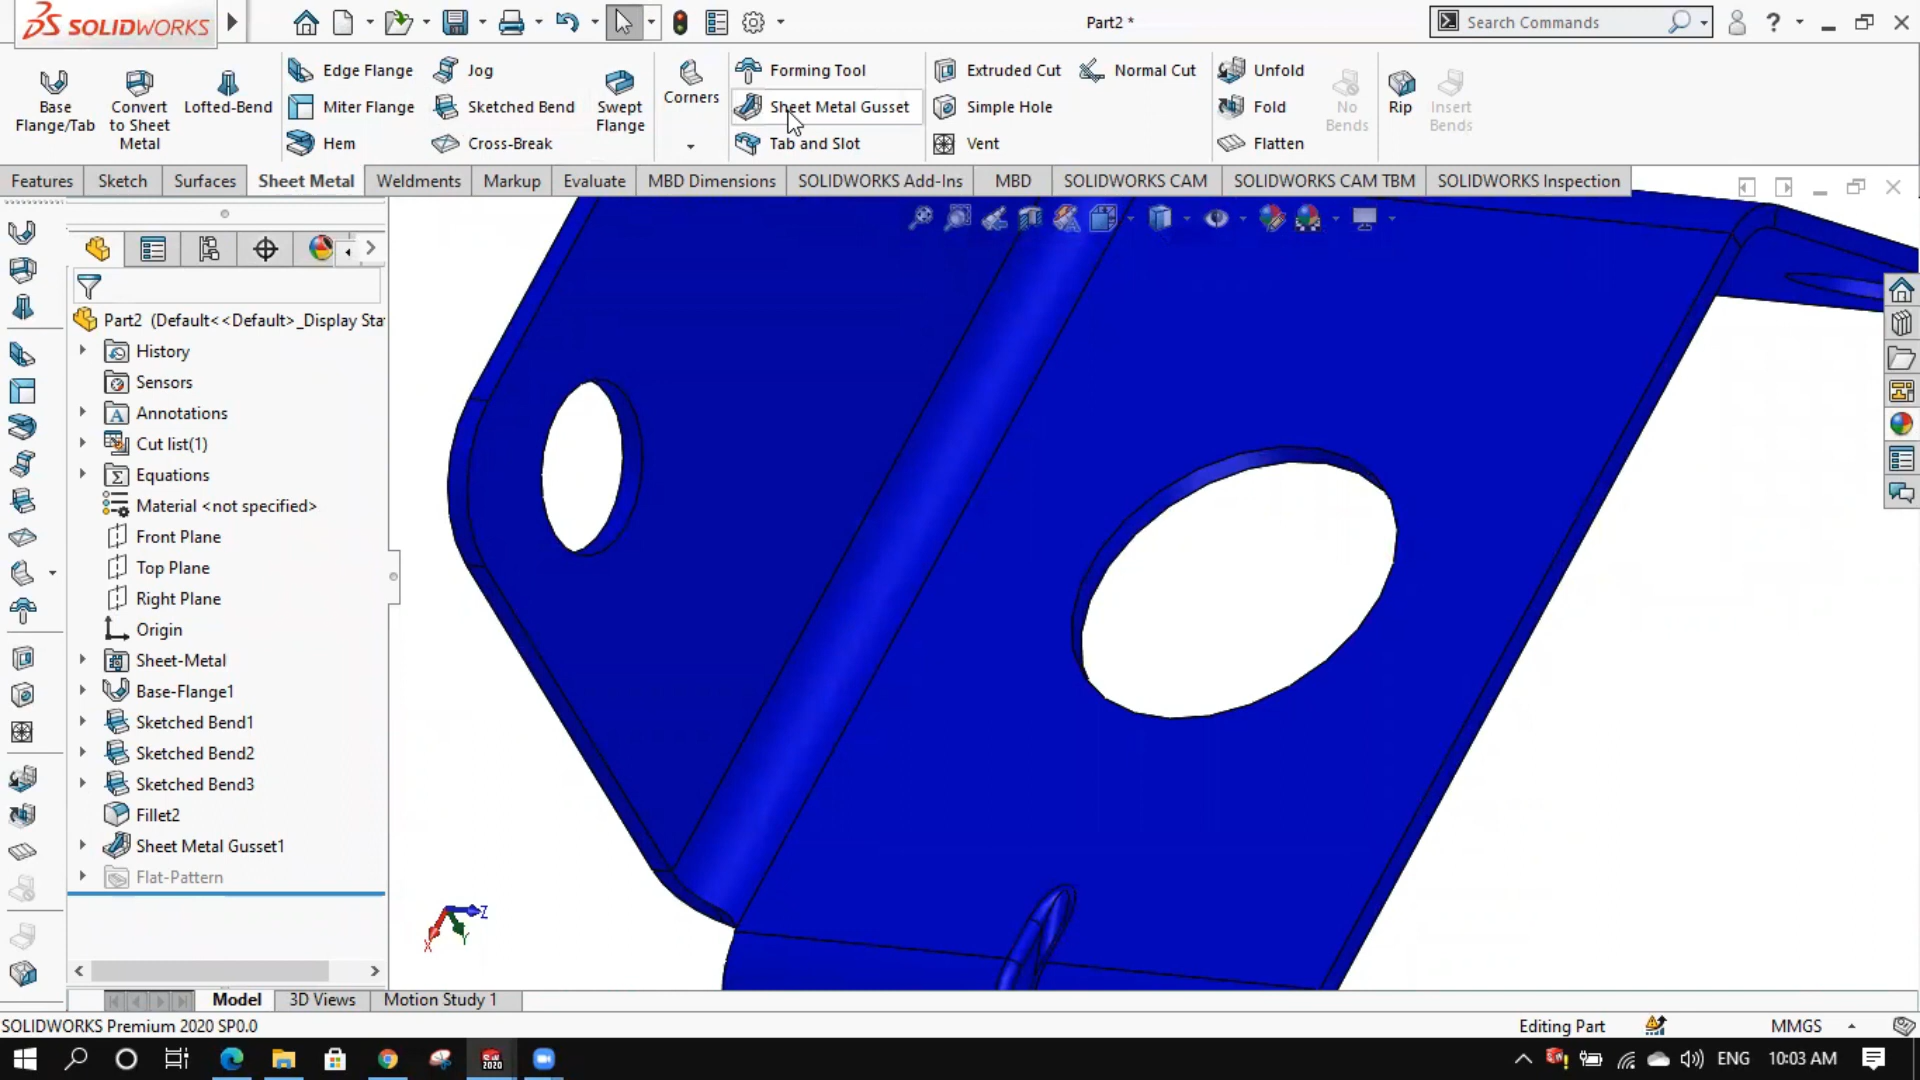 SOLIDWORKS
Part2 *
Search Commands
Base Flange/Tab
Convert to Sheet Metal
Lofted-Bend
Edge Flange
Miter Flange
Hem
Jog
Sketched Bend
Cross-Break
Swept Flange
Corners
Forming Tool
Sheet Metal Gusset
Tab and Slot
Extruded Cut
Simple Hole
Vent
Normal Cut
Unfold
Fold
Flatten
No Bends
Rip
Insert Bends
Features
Sketch
Surfaces
Sheet Metal
Weldments
Markup
Evaluate
MBD Dimensions
SOLIDWORKS Add-Ins
MBD
SOLIDWORKS CAM
SOLIDWORKS CAM TBM
SOLIDWORKS Inspection
Part2 (Default<<Default>_Display Sta
History
Sensors
Annotations
Cut list(1)
Equations
Material <not specified>
Front Plane
Top Plane
Right Plane
Origin
Sheet-Metal
Base-Flange1
Sketched Bend1
Sketched Bend2
Sketched Bend3
Fillet2
Sheet Metal Gusset1
Flat-Pattern
Z
X
Y
Model
3D Views
Motion Study 1
SOLIDWORKS Premium 2020 SP0.0
Editing Part
MMGS
2020
ENG
10:03 AM